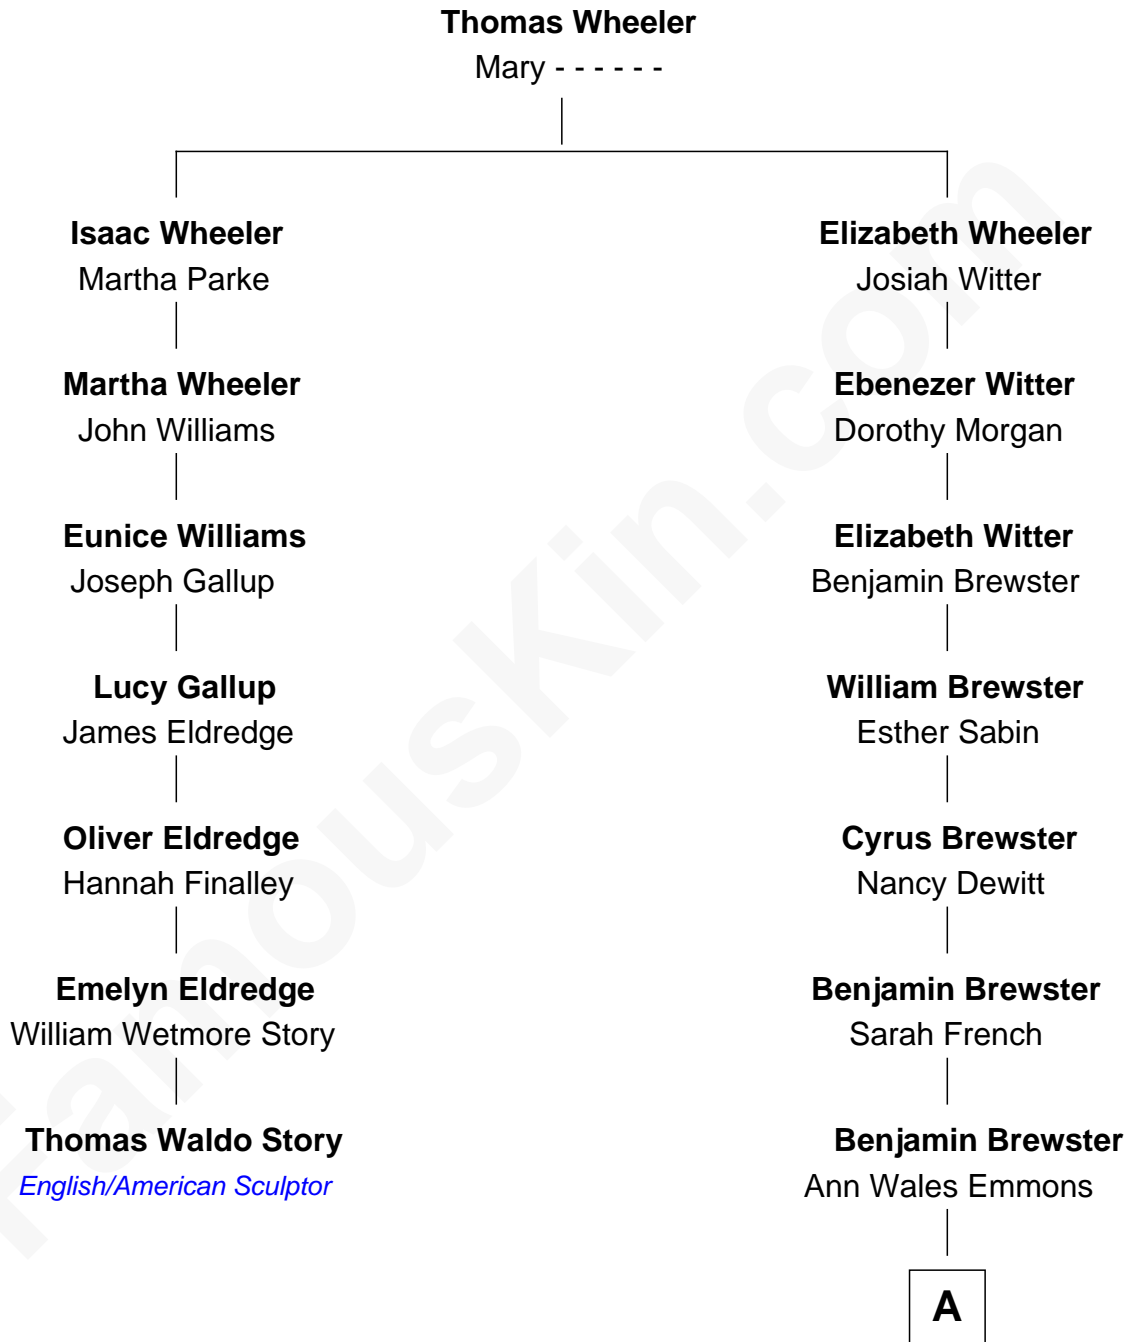 Thomas Wheeler
Mary - - - - - -
Isaac Wheeler
Martha Parke
Elizabeth Wheeler
Josiah Witter
Martha Wheeler
John Williams
Ebenezer Witter
Dorothy Morgan
Eunice Williams
Joseph Gallup
Elizabeth Witter
Benjamin Brewster
Lucy Gallup
James Eldredge
William Brewster
Esther Sabin
Oliver Eldredge
Hannah Finalley
Cyrus Brewster
Nancy Dewitt
Emelyn Eldredge
William Wetmore Story
Benjamin Brewster
Sarah French
Thomas Waldo Story
English/American Sculptor
Benjamin Brewster
Ann Wales Emmons
A
FamousKin.com